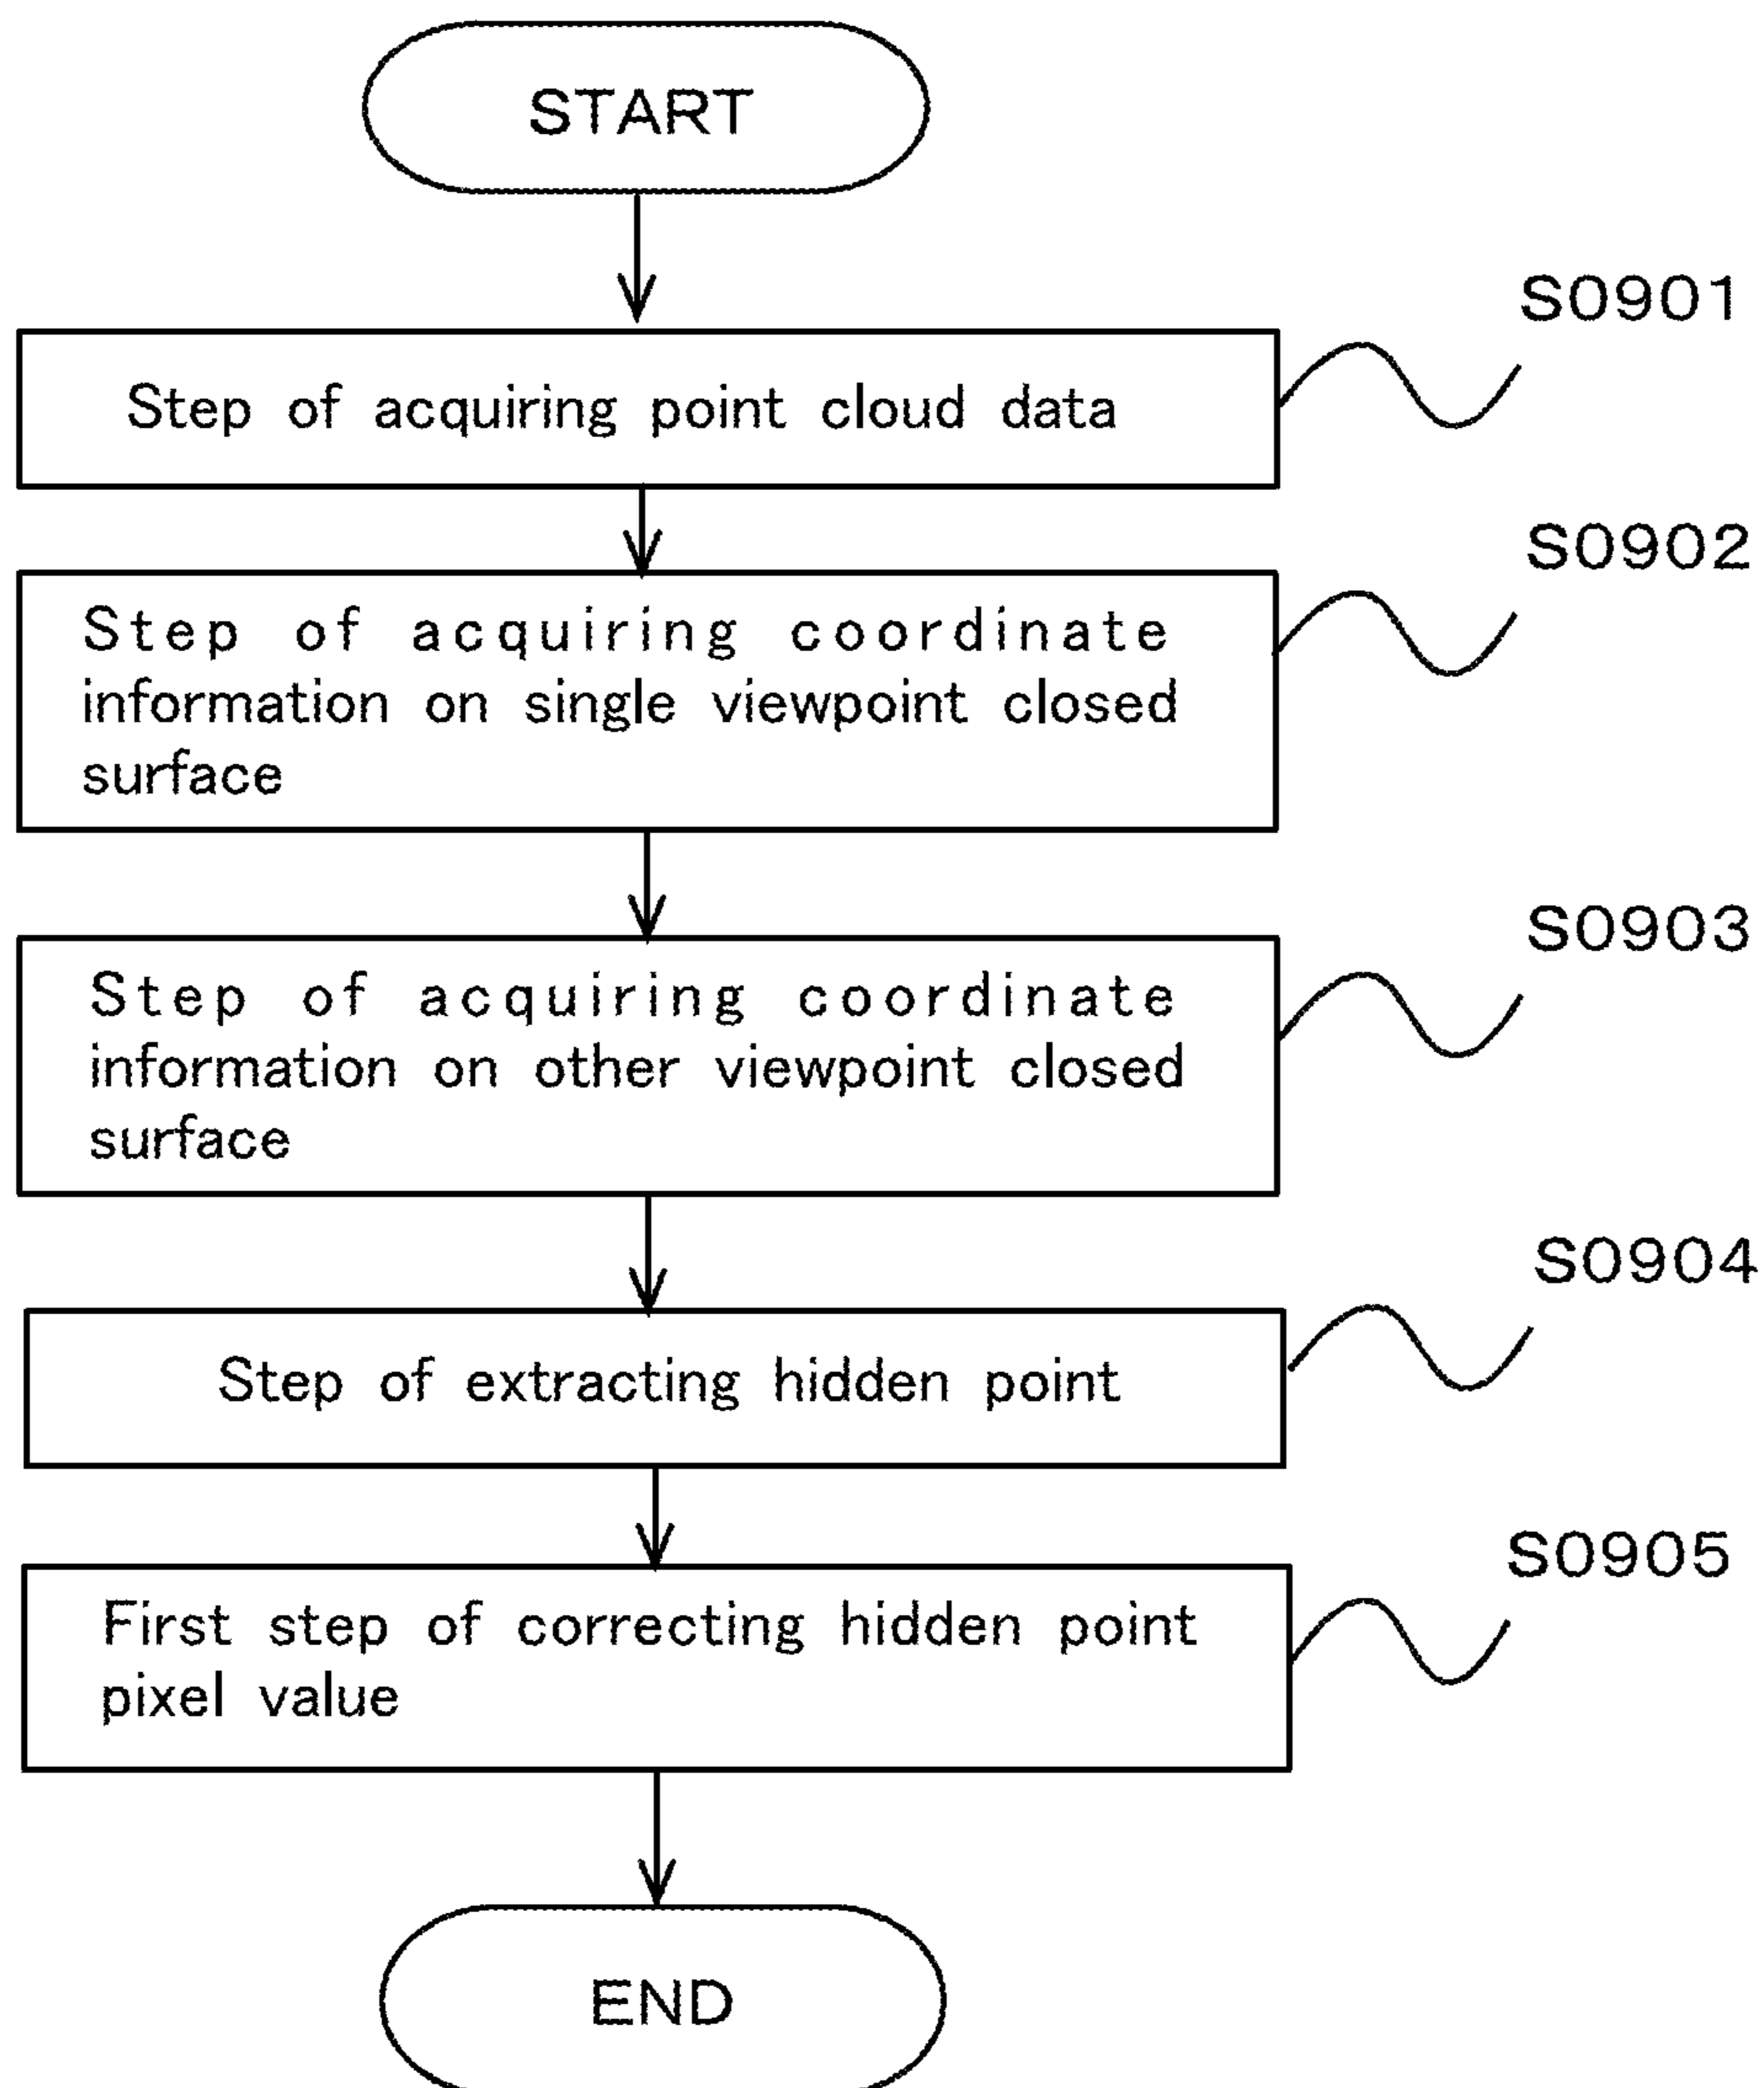 START
S0901
Step of acquiring point cloud data
S0902
Step of acquiring coordinate
information on single viewpoint closed
surface
S0903
Step of acquiring coordinate
information on other viewpoint closed
surface
S0904
Step of extracting hidden point
S0905
First step of correcting hidden point
pixel value
END